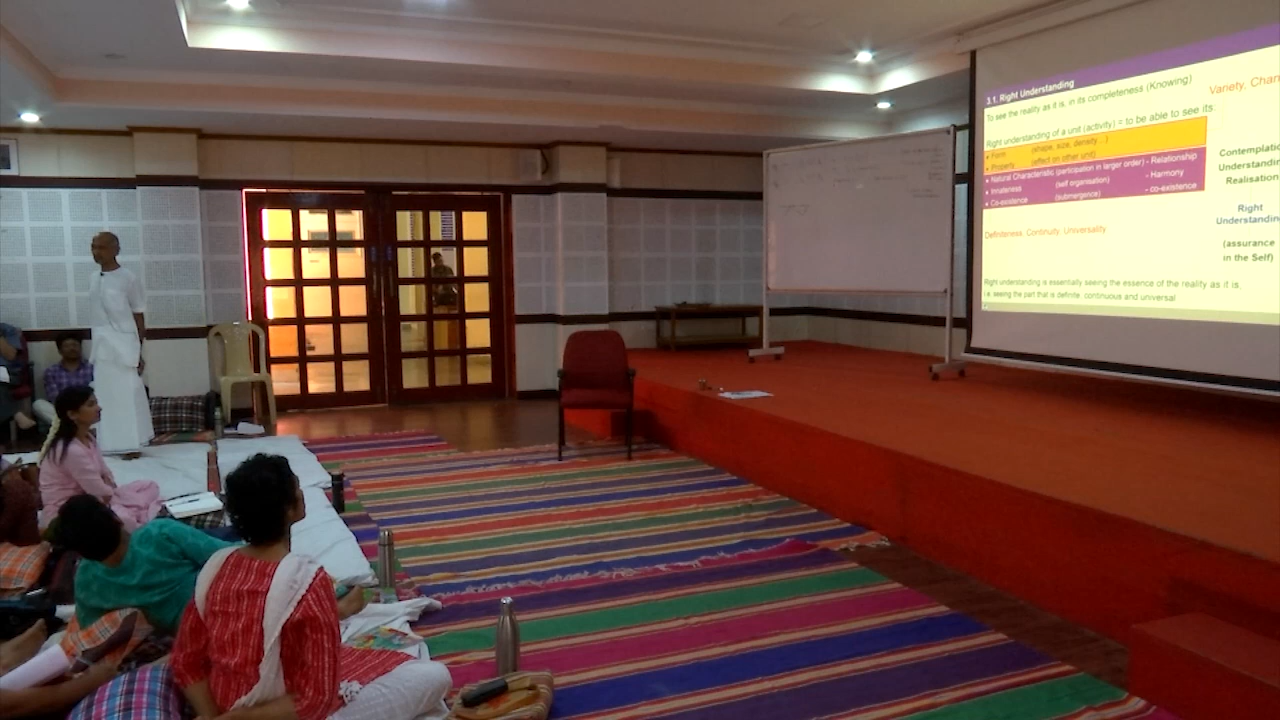 3.1. Right Understanding
To see the reality as it is, in its completeness (Knowing)
Variety, Chan
Right understanding of a unit (activity) = to be able to see its:
• Form (shape, size, density...)
• Property (effect on other unit)
• Natural Characteristic (participation in larger order) - Relationship
• Innateness (self organisation) - Harmony
• Co-existence (submergence) - co-existence
Contemplatio
Understandin
Realisation
Right
Understandin
(assurance
in the Self)
Definiteness, Continuity, Universality
Right understanding is essentially seeing the essence of the reality as it is,
i.e. seeing the part that is definite, continuous and universal